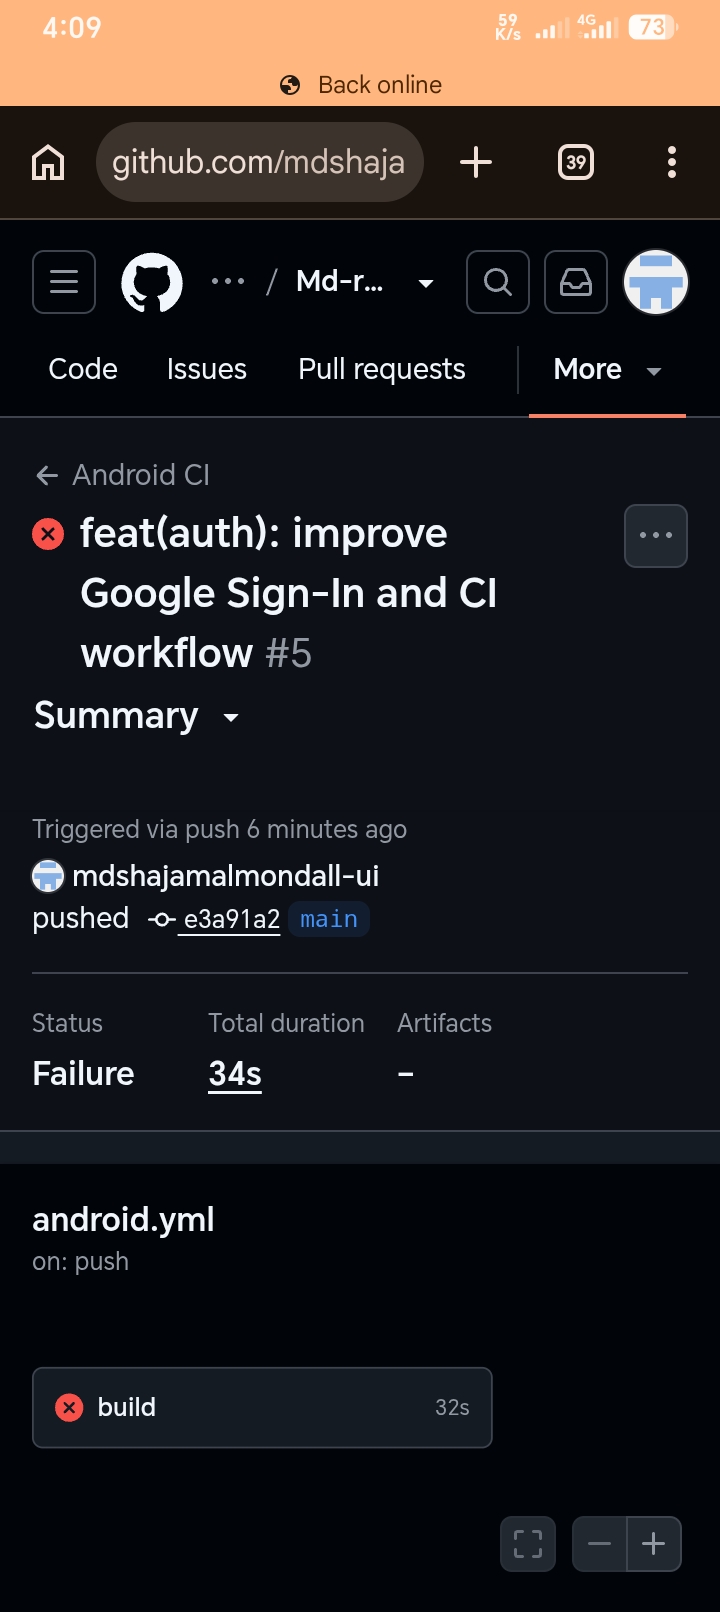 4:09
59
K/s
4G
73
Back online
github.com/mdshaja
39
/ Md-r...
Code
Issues
Pull requests
More
← Android CI
feat(auth): improve
Google Sign-In and CI
workflow #5
Summary
Triggered via push 6 minutes ago
mdshajamalmondall-ui
pushed e3a91a2 main
Status Total duration Artifacts
Failure 34s –
android.yml
on: push
build 32s